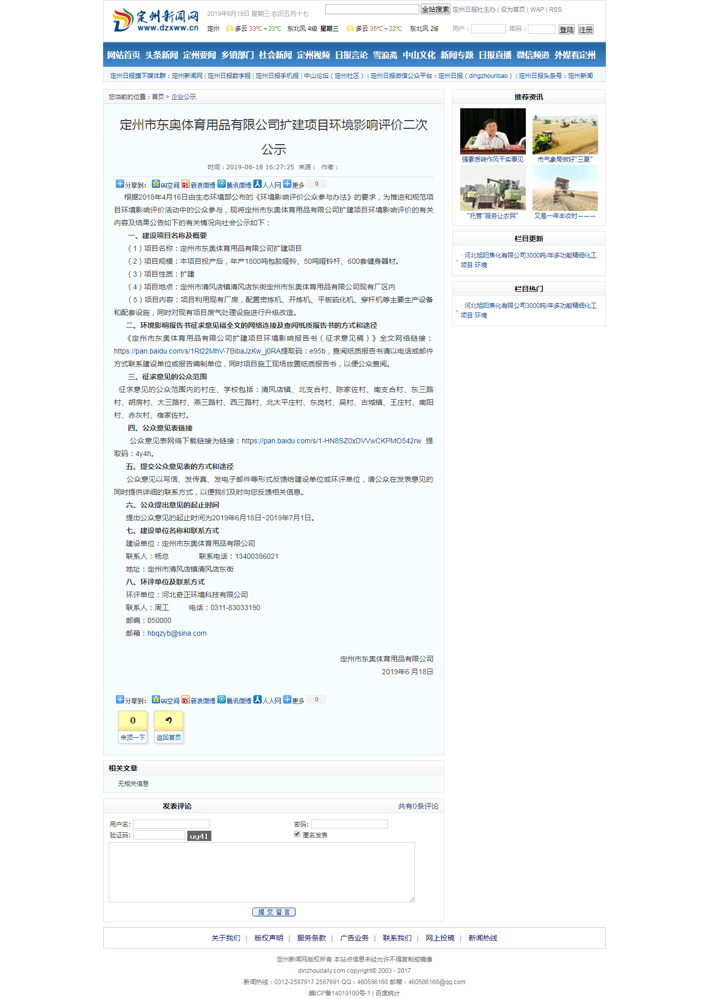 定州新闻网
www.dzxww.cn
2019年6月19日 星期三 农历五月十七
全站搜索 定州日报社主办 | 设为首页 | WAP | RSS
定州 多云 33℃～23℃ 东北风 4级 星期三 多云 35℃～22℃ 东北风 2级
用户： 密码： 登陆 注册
网站首页 头条新闻 定州要闻 乡镇部门 社会新闻 定州视频 日报言论 雪浪斋 中山文化 新闻专题 日报直播 微信频道 外媒看定州
定州日报旗下媒体群：定州新闻网 | 定州日报数字报 | 定州日报手机报 | 中山论坛（定州社区） | 定州日报微信公众平台：定州日报（dingzhouribao） | 定州日报头条号：定州新闻
您当前的位置：首页 > 企业公示
定州市东奥体育用品有限公司扩建项目环境影响评价二次
公示
时间：2019-06-18 16:27:25 来源： 作者：
分享到： QQ空间 新浪微博 腾讯微博 人人网 更多 0
根据2018年4月16日由生态环境部公布的《环境影响评价公众参与办法》的要求，为推进和规范项
目环境影响评价活动中的公众参与，现将定州市东奥体育用品有限公司扩建项目环境影响评价的有关
内容及结果公告如下的有关情况向社会公示如下：
一、建设项目名称及概要
（1）项目名称：定州市东奥体育用品有限公司扩建项目
（2）项目规模：本项目投产后，年产1800吨包胶哑铃、50吨哑铃杆、600套健身器材。
（3）项目性质：扩建
（4）项目地点：定州市清风店镇清风店东街定州市东奥体育用品有限公司现有厂区内
（5）项目内容：项目利用现有厂房，配置密炼机、开炼机、平板硫化机、穿杆机等主要生产设备
和配套设施，同时对现有项目废气处理设施进行升级改造。
二、环境影响报告书征求意见稿全文的网络连接及查阅纸质报告书的方式和途径
《定州市东奥体育用品有限公司扩建项目环境影响报告书（征求意见稿）》全文网络链接：
https://pan.baidu.com/s/1RI22MhV-7BibaJzKw_j0RA提取码：e95b，查阅纸质报告书请以电话或邮件
方式联系建设单位或报告编制单位，同时项目施工现场放置纸质报告书，以便公众查阅。
三、征求意见的公众范围
征求意见的公众范围内的村庄、学校包括：清风店镇、北支合村、陈家佐村、南支合村、东三路
村、胡房村、大三路村、燕三路村、西三路村、北太平庄村、东岗村、吴村、古城镇、王庄村、南阳
村、赤灰村、宿家佐村。
四、公众意见表链接
公众意见表网络下载链接为链接：https://pan.baidu.com/s/1-HN8SZ0xDVVwCKPMO542rw 提
取码：4y4h。
五、提交公众意见表的方式和途径
公众意见以写信、发传真、发电子邮件等形式反馈给建设单位或环评单位，请公众在发表意见的
同时提供详细的联系方式，以便我们及时向您反馈相关信息。
六、公众提出意见的起止时间
提出公众意见的起止时间为2019年6月18日~2019年7月1日。
七、建设单位名称和联系方式
建设单位：定州市东奥体育用品有限公司
联系人：杨总 联系电话：13400386021
地址：定州市清风店镇清风店东街
八、环评单位及联系方式
环评单位：河北奇正环境科技有限公司
联系人：周工 电话：0311-83033190
邮编：050000
邮箱：hbqzyb@sina.com
定州市东奥体育用品有限公司
2019年6 月18日
分享到： QQ空间 新浪微博 腾讯微博 人人网 更多 0
0
来顶一下 返回首页
相关文章
无相关信息
发表评论 共有0条评论
用户名: 密码:
验证码: uy41 匿名发表
提 交 留 言
推荐资讯
强素质转作风干实事见 市气象局做好“三夏”
“托管”服务让农民“ 又是一年丰收时———
栏目更新
· 河北旭阳焦化有限公司3000吨/年多功能精细化工
项目 环境
栏目热门
· 河北旭阳焦化有限公司3000吨/年多功能精细化工
项目 环境
关于我们 | 版权声明 | 服务条款 | 广告业务 | 联系我们 | 网上投稿 | 新闻热线
定州新闻网版权所有 本站点信息未经允许不得复制或镜像
dinzhoudaily.com copyright© 2003 - 2017
新闻热线：0312-2587917 2587691 QQ：460586168 邮箱：460586168@qq.com
冀ICP备14019100号-1 | 百度统计